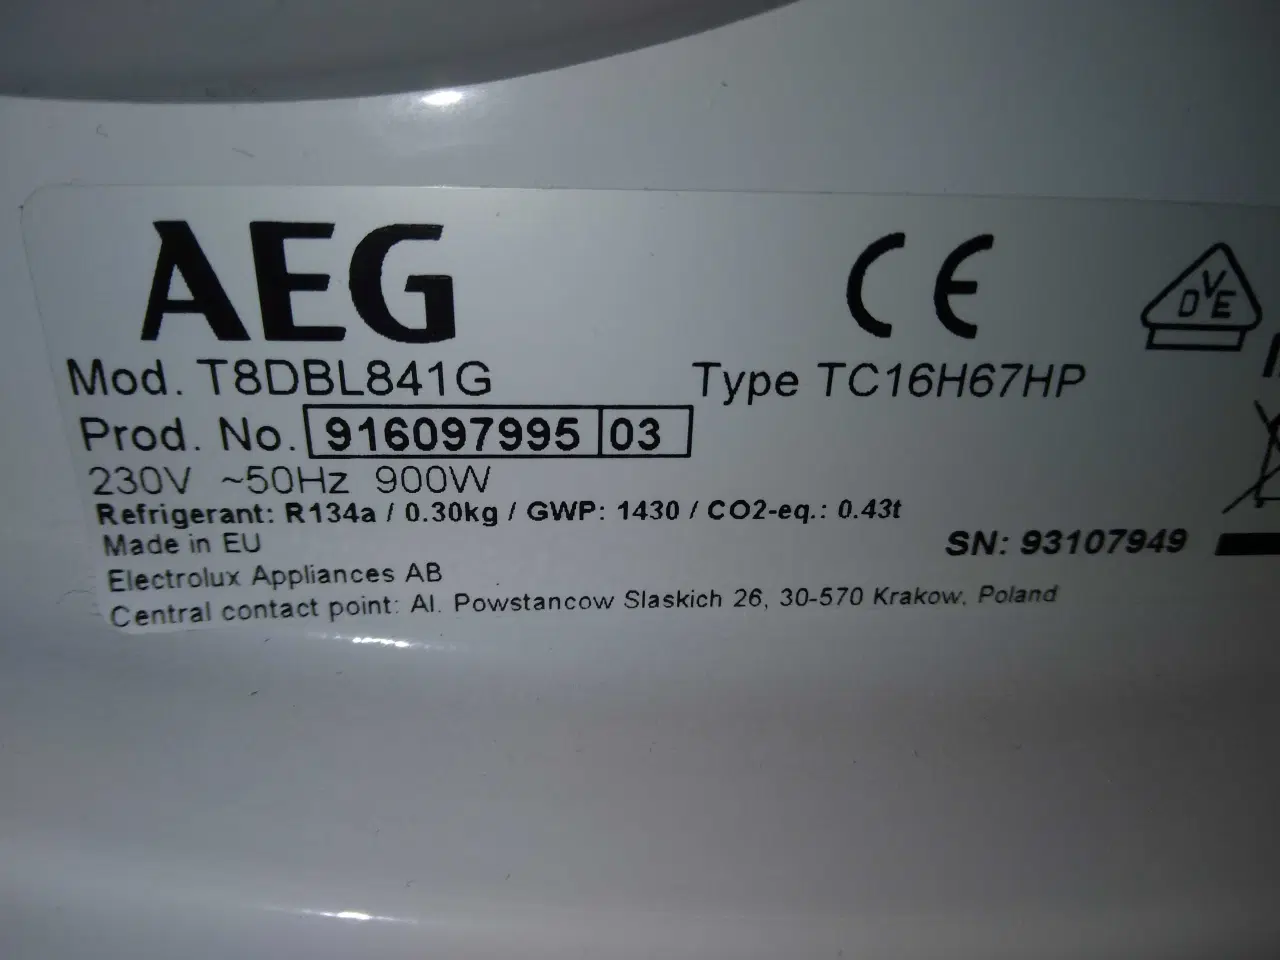 AEG
CE
DVE
Mod. T8DBL841G
Type TC16H67HP
Prod. No. 916097995 03
230V ~50Hz 900W
Refrigerant: R134a / 0.30kg / GWP: 1430 / CO2-eq.: 0.43t
Made in EU
SN: 93107949
Electrolux Appliances AB
Central contact point: Al. Powstancow Slaskich 26, 30-570 Krakow, Poland